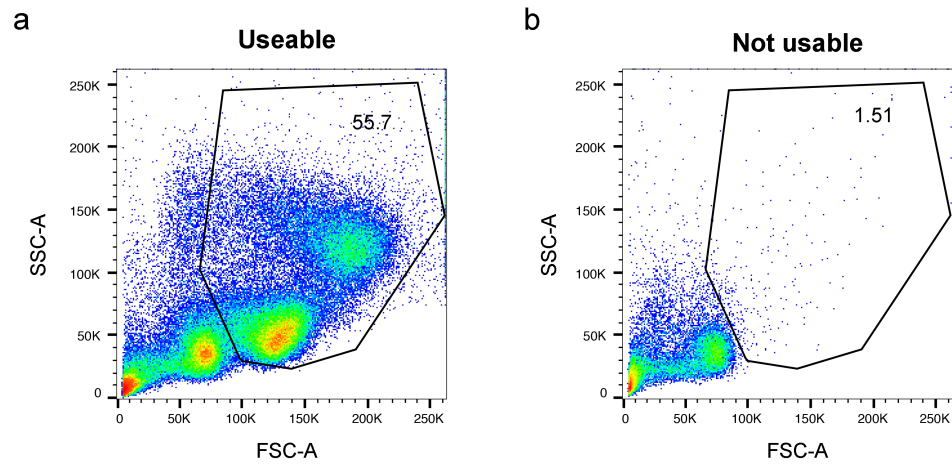 a
Useable
250K
200K
150K
100K
50K
0
55.7
SSC-A
0 50K 100K 150K 200K 250K
FSC-A
b
Not usable
250K
200K
150K
100K
50K
0
1.51
SSC-A
0 50K 100K 150K 200K 250K
FSC-A